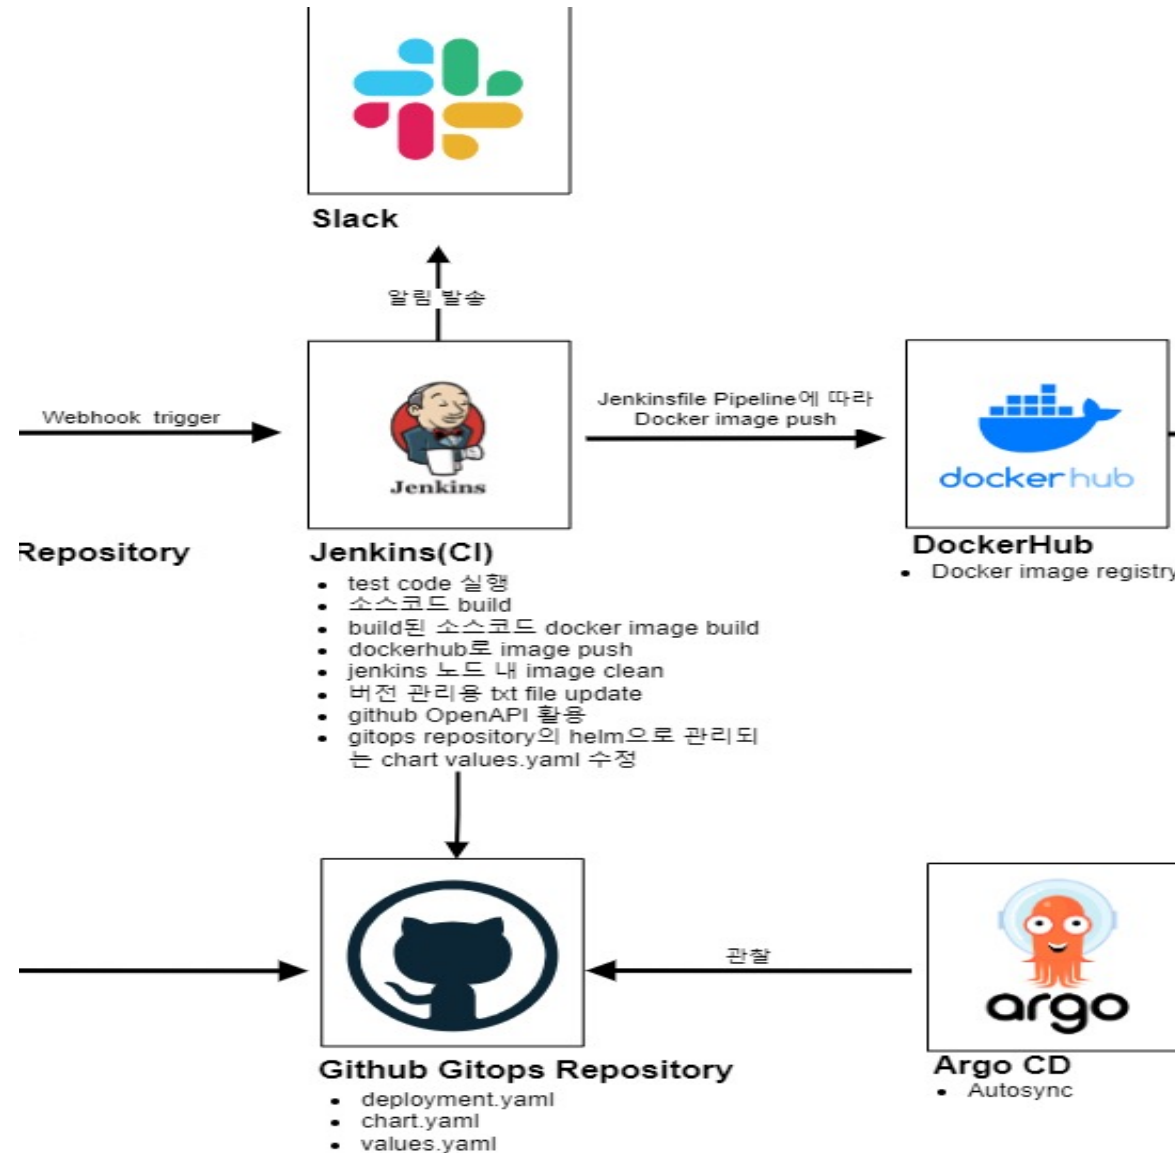 Slack
알림 발송
Webhook trigger
Jenkins
Jenkinsfile Pipeline에 따라
Docker image push
dockerhub
Repository
Jenkins(CI)
• test code 실행
• 소스코드 build
• build된 소스코드 docker image build
• dockerhub로 image push
• jenkins 노드 내 image clean
• 버전 관리용 txt file update
• github OpenAPI 활용
• gitops repository의 helm으로 관리되
는 chart values.yaml 수정
DockerHub
• Docker image registry
관찰
argo
Github Gitops Repository
• deployment.yaml
• chart.yaml
• values.yaml
Argo CD
• Autosync